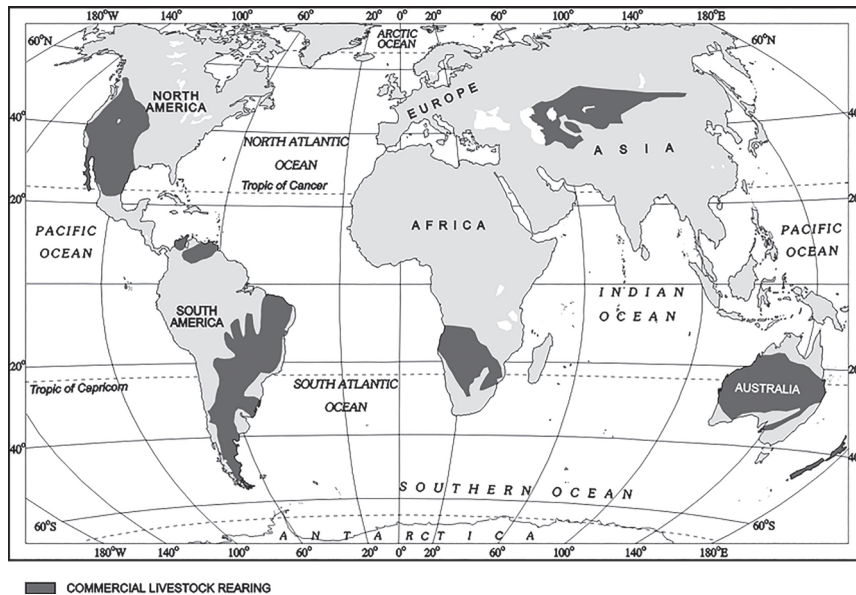 180°W 140° 100° 60° 20° 0° 20° 60° 100° 140° 180°E
ARCTIC
OCEAN
60°N
NORTH
AMERICA
EUROPE
ASIA
40°
NORTH ATLANTIC
OCEAN
Tropic of Cancer
20°
PACIFIC
OCEAN
AFRICA
PACIFIC
OCEAN
INDIAN
OCEAN
SOUTH
AMERICA
20°
Tropic of Capricorn
SOUTH ATLANTIC
OCEAN
AUSTRALIA
40°
SOUTHERN OCEAN
60°S
60°S
ANTARCTICA
180°W 140° 100° 60° 20° 0° 20° 60° 100° 140° 180°E
COMMERCIAL LIVESTOCK REARING